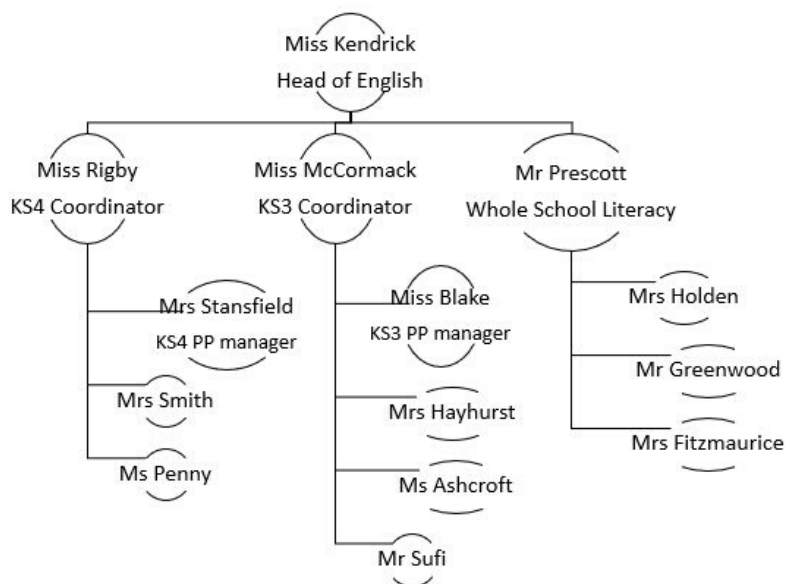 Miss Kendrick
Head of English
Miss Rigby
KS4 Coordinator
Miss McCormack
KS3 Coordinator
Mr Prescott
Whole School Literacy
Mrs Stansfield
KS4 PP manager
Mrs Smith
Ms Penny
Miss Blake
KS3 PP manager
Mrs Hayhurst
Ms Ashcroft
Mr Sufi
Mrs Holden
Mr Greenwood
Mrs Fitzmaurice